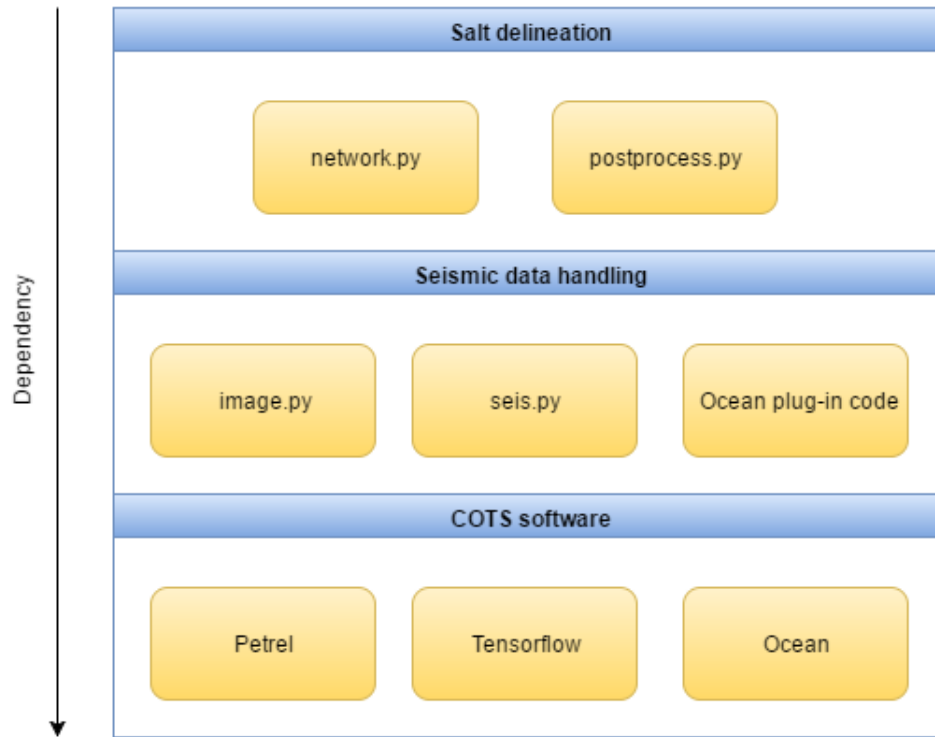 Salt delineation
network.py
postprocess.py
Dependency
Seismic data handling
image.py
seis.py
Ocean plug-in code
COTS software
Petrel
Tensorflow
Ocean